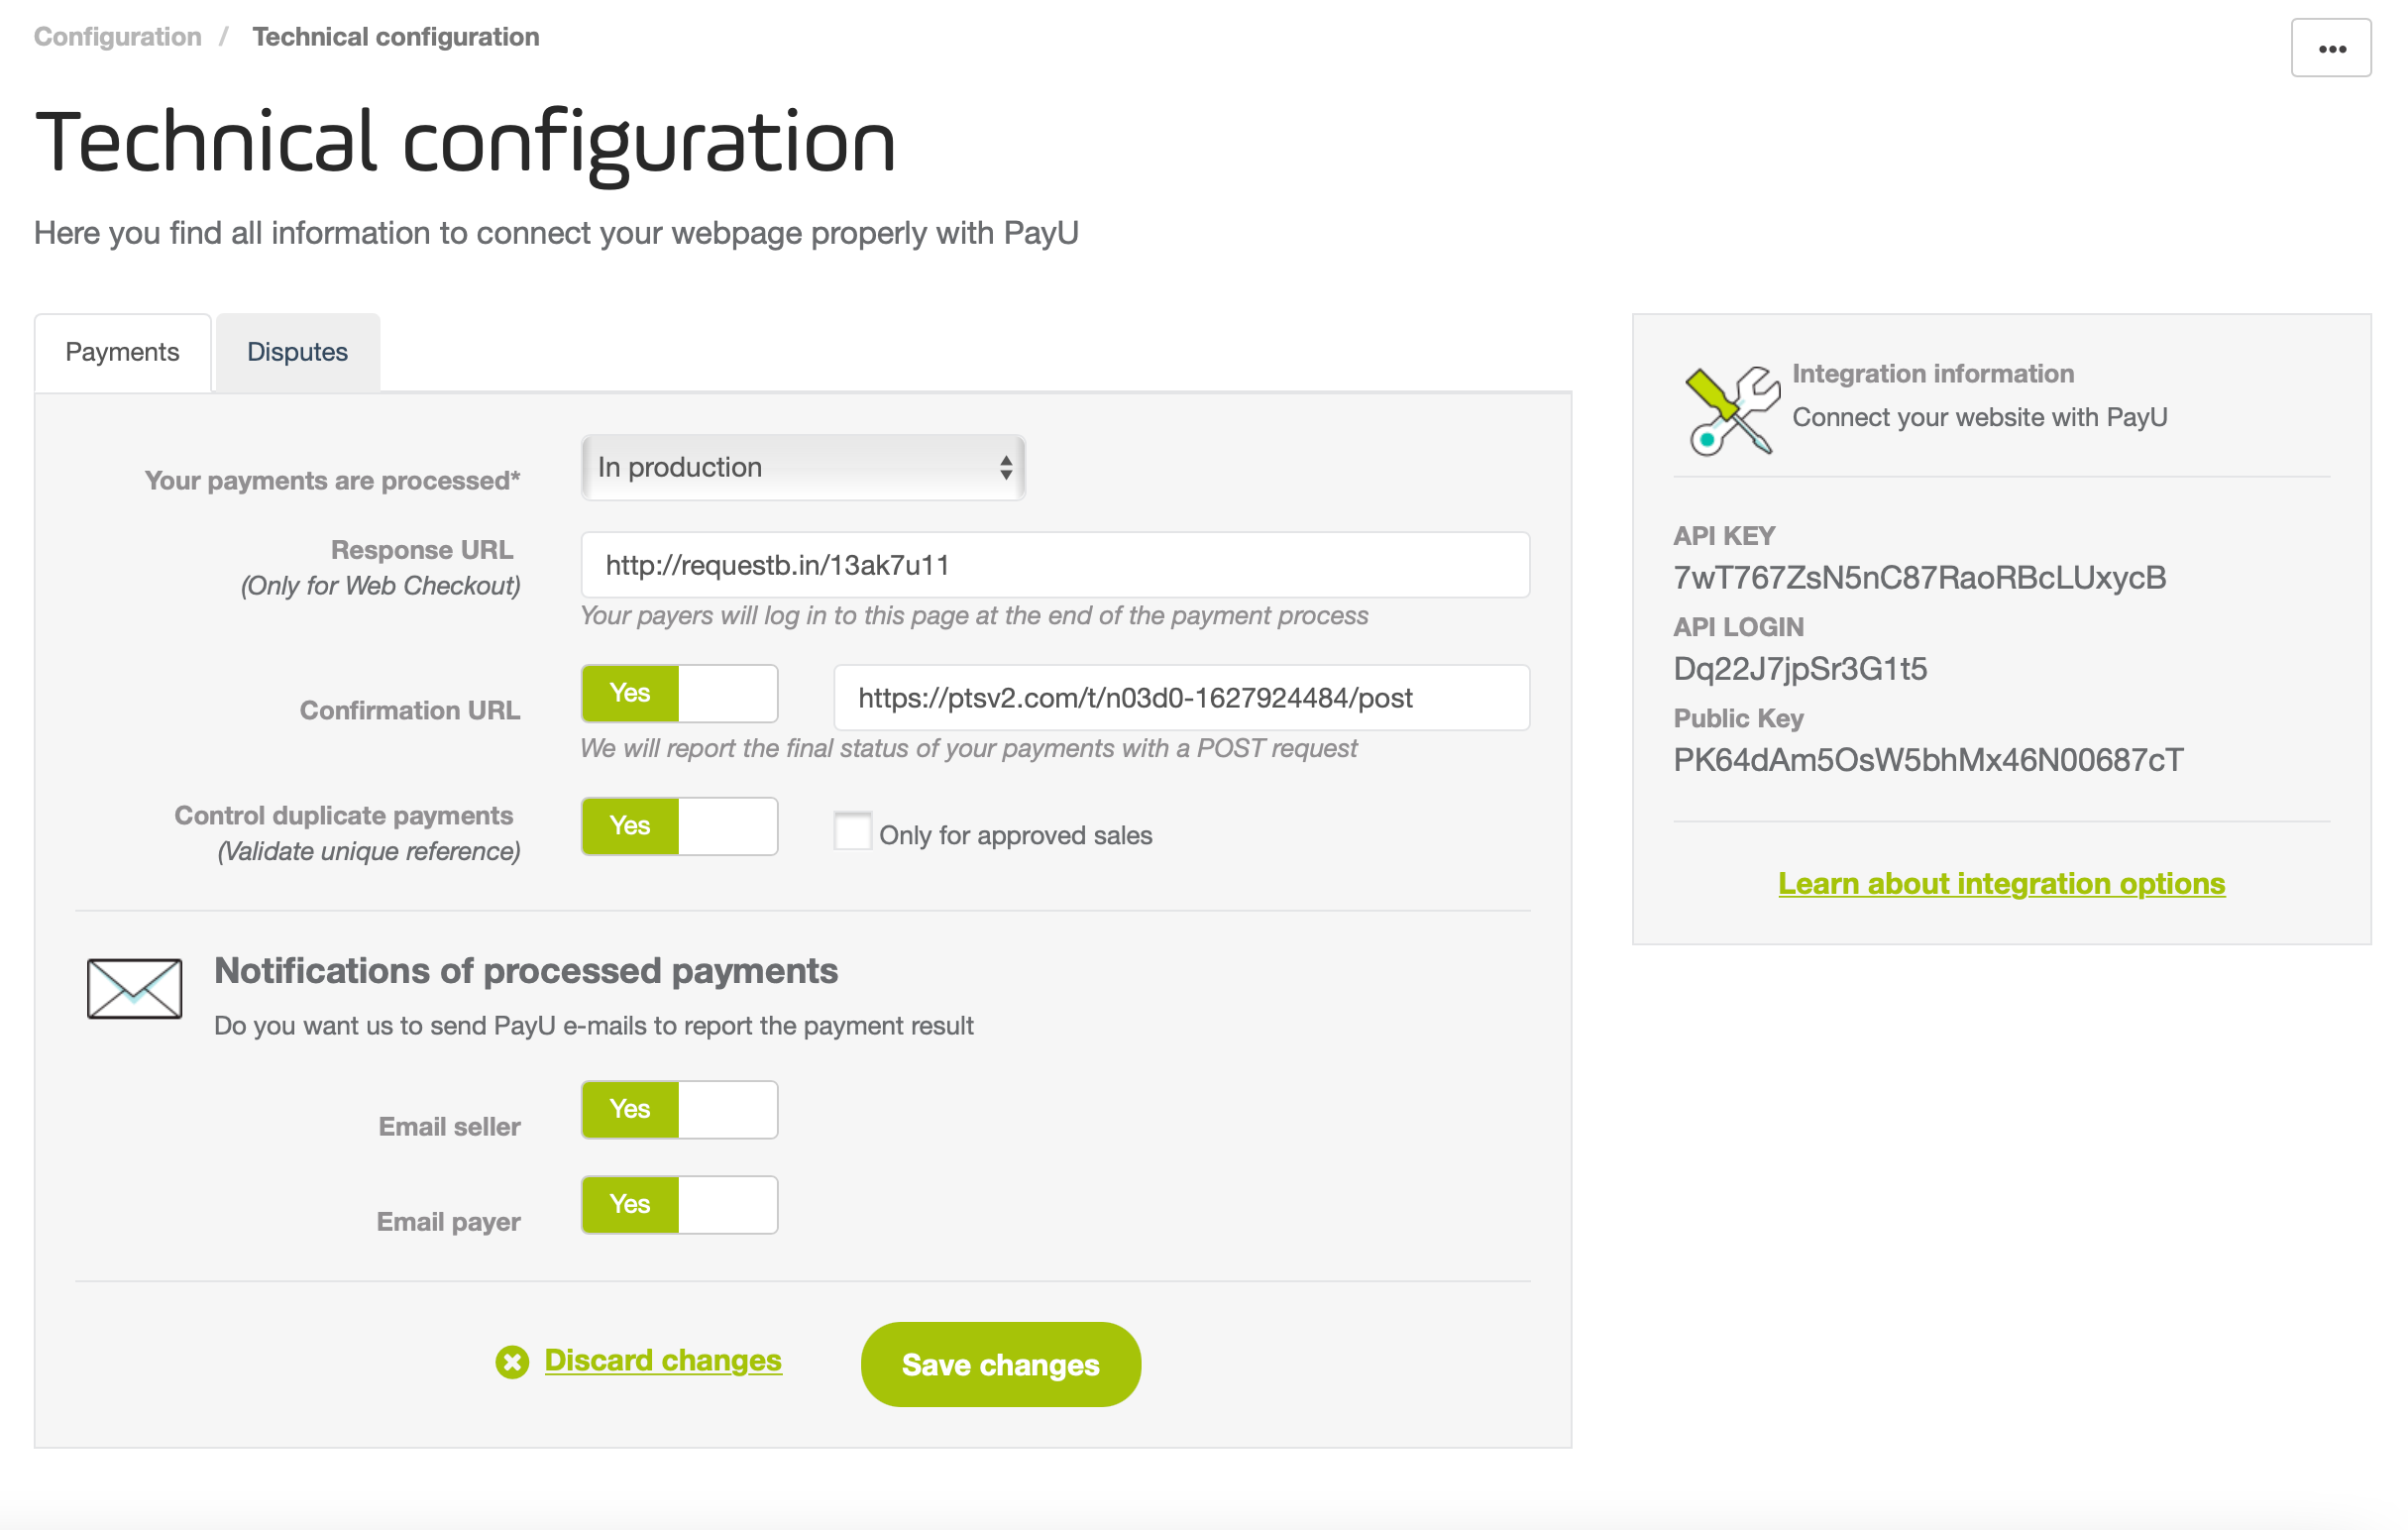 Configuration / Technical configuration
•••
Technical configuration
Here you find all information to connect your webpage properly with PayU
Payments
Disputes
Your payments are processed*
In production
Response URL
(Only for Web Checkout)
http://requestb.in/13ak7u11
Your payers will log in to this page at the end of the payment process
Confirmation URL
Yes
https://ptsv2.com/t/n03d0-1627924484/post
We will report the final status of your payments with a POST request
Control duplicate payments
(Validate unique reference)
Yes
Only for approved sales
Notifications of processed payments
Do you want us to send PayU e-mails to report the payment result
Email seller
Yes
Email payer
Yes
Discard changes
Save changes
Integration information
Connect your website with PayU
API KEY
7wT767ZsN5nC87RaoRBcLUxycB
API LOGIN
Dq22J7jpSr3G1t5
Public Key
PK64dAm5OsW5bhMx46N00687cT
Learn about integration options